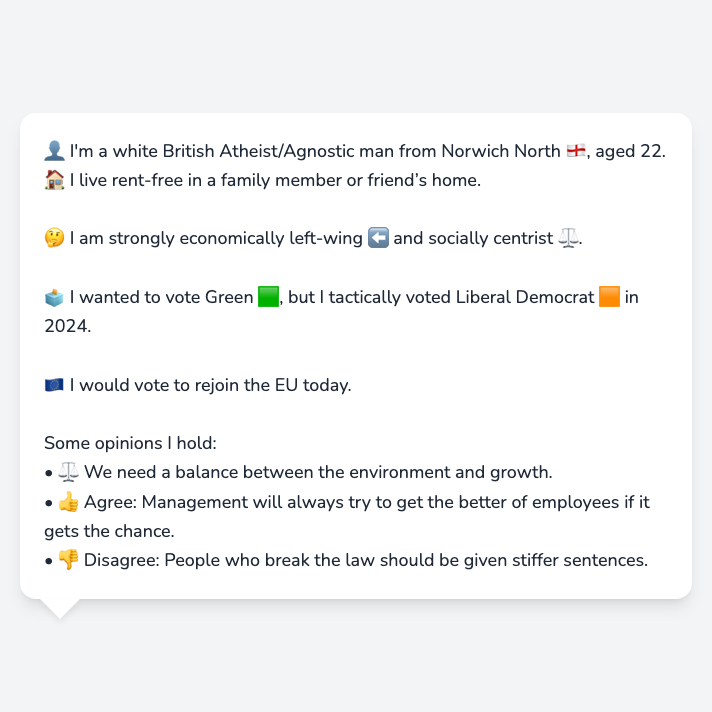 👤 I'm a white British Atheist/Agnostic man from Norwich North 🏴󠁧󠁢󠁥󠁮󠁧󠁿, aged 22.
🏠 I live rent-free in a family member or friend’s home.
🤔 I am strongly economically left-wing ⬅️ and socially centrist ⚖️.
🗳️ I wanted to vote Green 🟩, but I tactically voted Liberal Democrat 🟧 in
2024.
🇪🇺 I would vote to rejoin the EU today.
Some opinions I hold:
• ⚖️ We need a balance between the environment and growth.
• 👍 Agree: Management will always try to get the better of employees if it
gets the chance.
• 👎 Disagree: People who break the law should be given stiffer sentences.